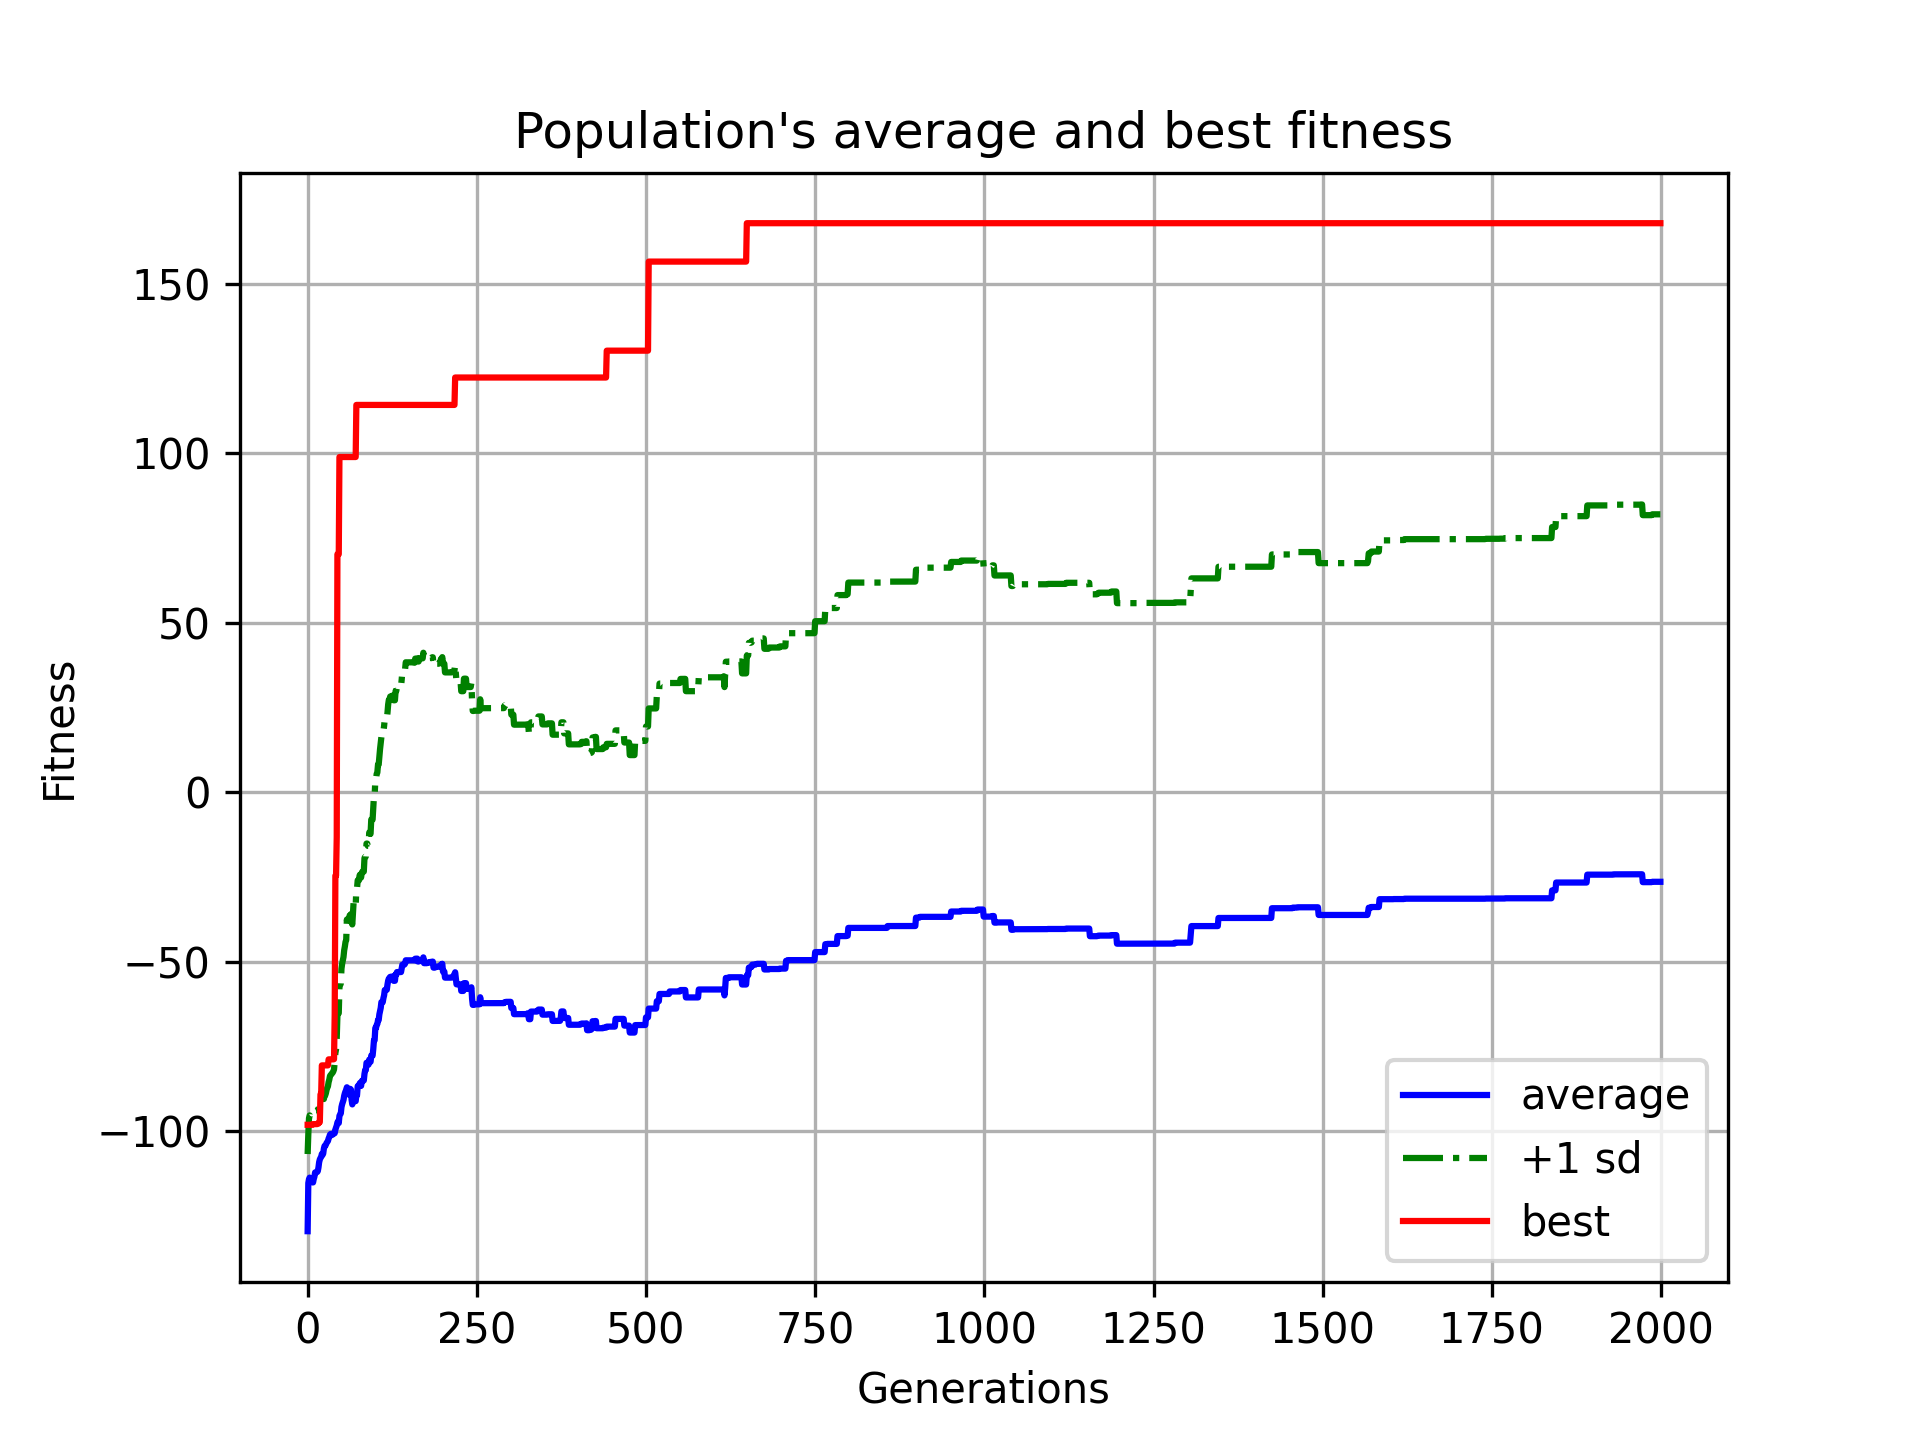 Population's average and best fitness
Fitness
150
100
50
0
−50
−100
0 250 500 750 1000 1250 1500 1750 2000
Generations
average
+1 sd
best